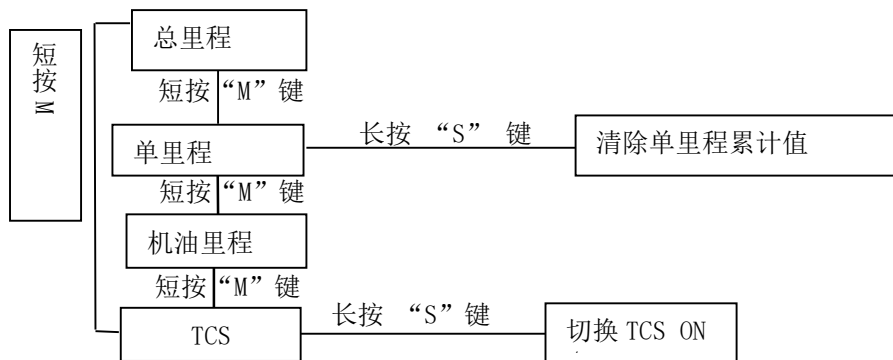 短按 M
总里程
短按 “M” 键
单里程
长按 “S” 键
清除单里程累计值
短按 “M” 键
机油里程
短按 “M” 键
TCS
长按 “S” 键
切换 TCS ON